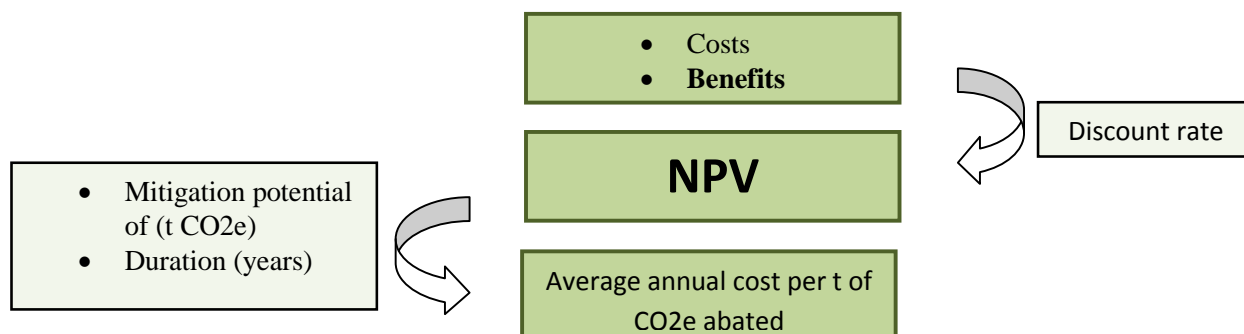 • Costs
• Benefits
Discount rate
NPV
• Mitigation potential
of (t CO2e)
• Duration (years)
Average annual cost per t of
CO2e abated